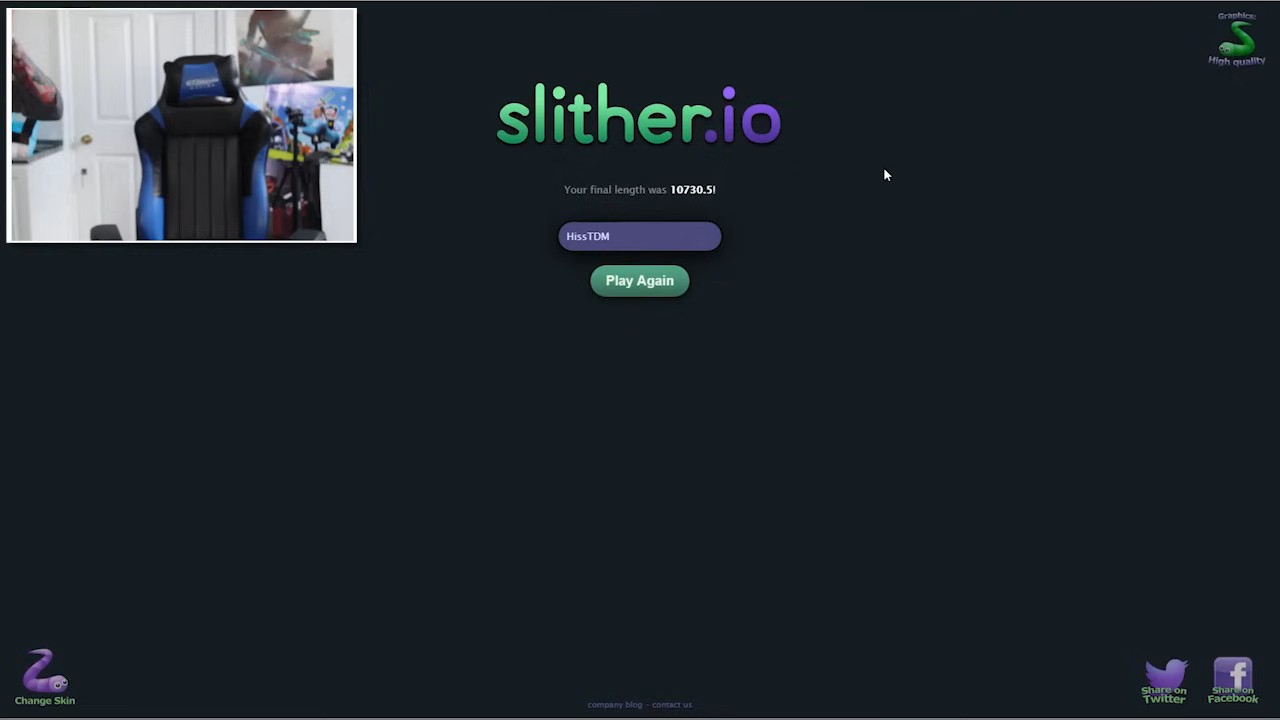 Graphics:
High quality
slither.io
Your final length was 10730.5!
HissTDM
Play Again
Change Skin
company blog - contact us
Share on
Twitter
f
Share on
Facebook